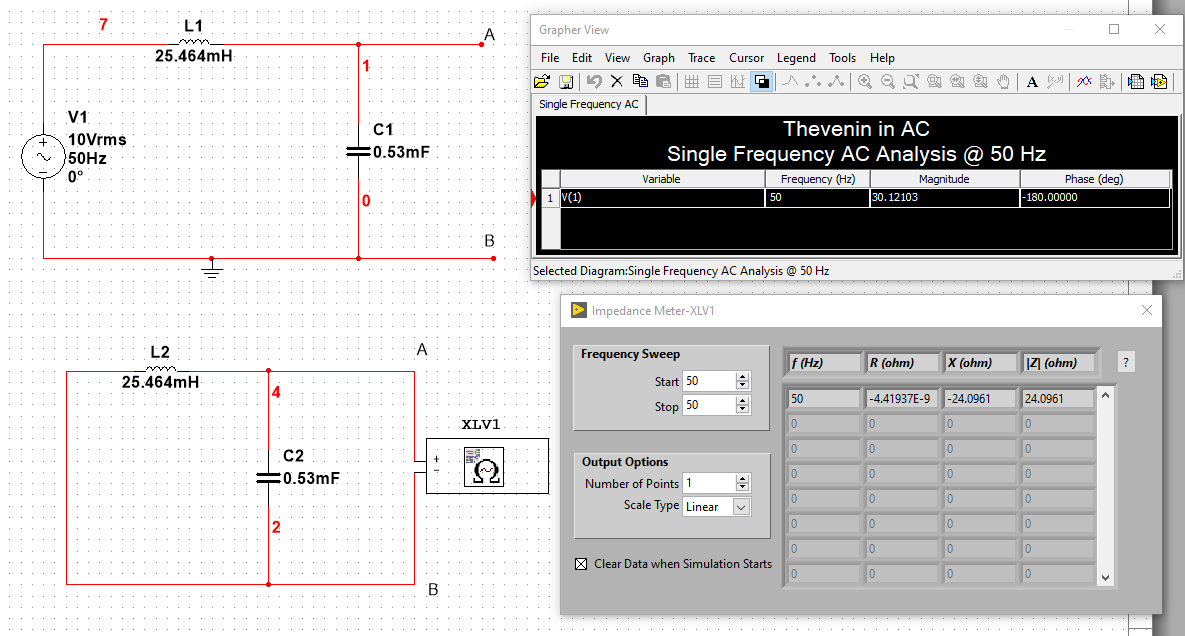 7
L1
25.464mH
A
1
V1
10Vrms
50Hz
0°
C1
0.53mF
0
B
Grapher View
File Edit View Graph Trace Cursor Legend Tools Help
A
Single Frequency AC
Thevenin in AC
Single Frequency AC Analysis @ 50 Hz
Variable Frequency (Hz) Magnitude Phase (deg)
1 V(1) 50 30.12103 -180.00000
Selected Diagram:Single Frequency AC Analysis @ 50 Hz
L2
25.464mH
A
4
XLV1
C2
0.53mF
2
B
Impedance Meter-XLV1
Frequency Sweep
Start 50
Stop 50
Output Options
Number of Points 1
Scale Type Linear
Clear Data when Simulation Starts
f (Hz) R (ohm) X (ohm) |Z| (ohm) ?
50 -4.41937E-9 -24.0961 24.0961
0 0 0 0
0 0 0 0
0 0 0 0
0 0 0 0
0 0 0 0
0 0 0 0
0 0 0 0